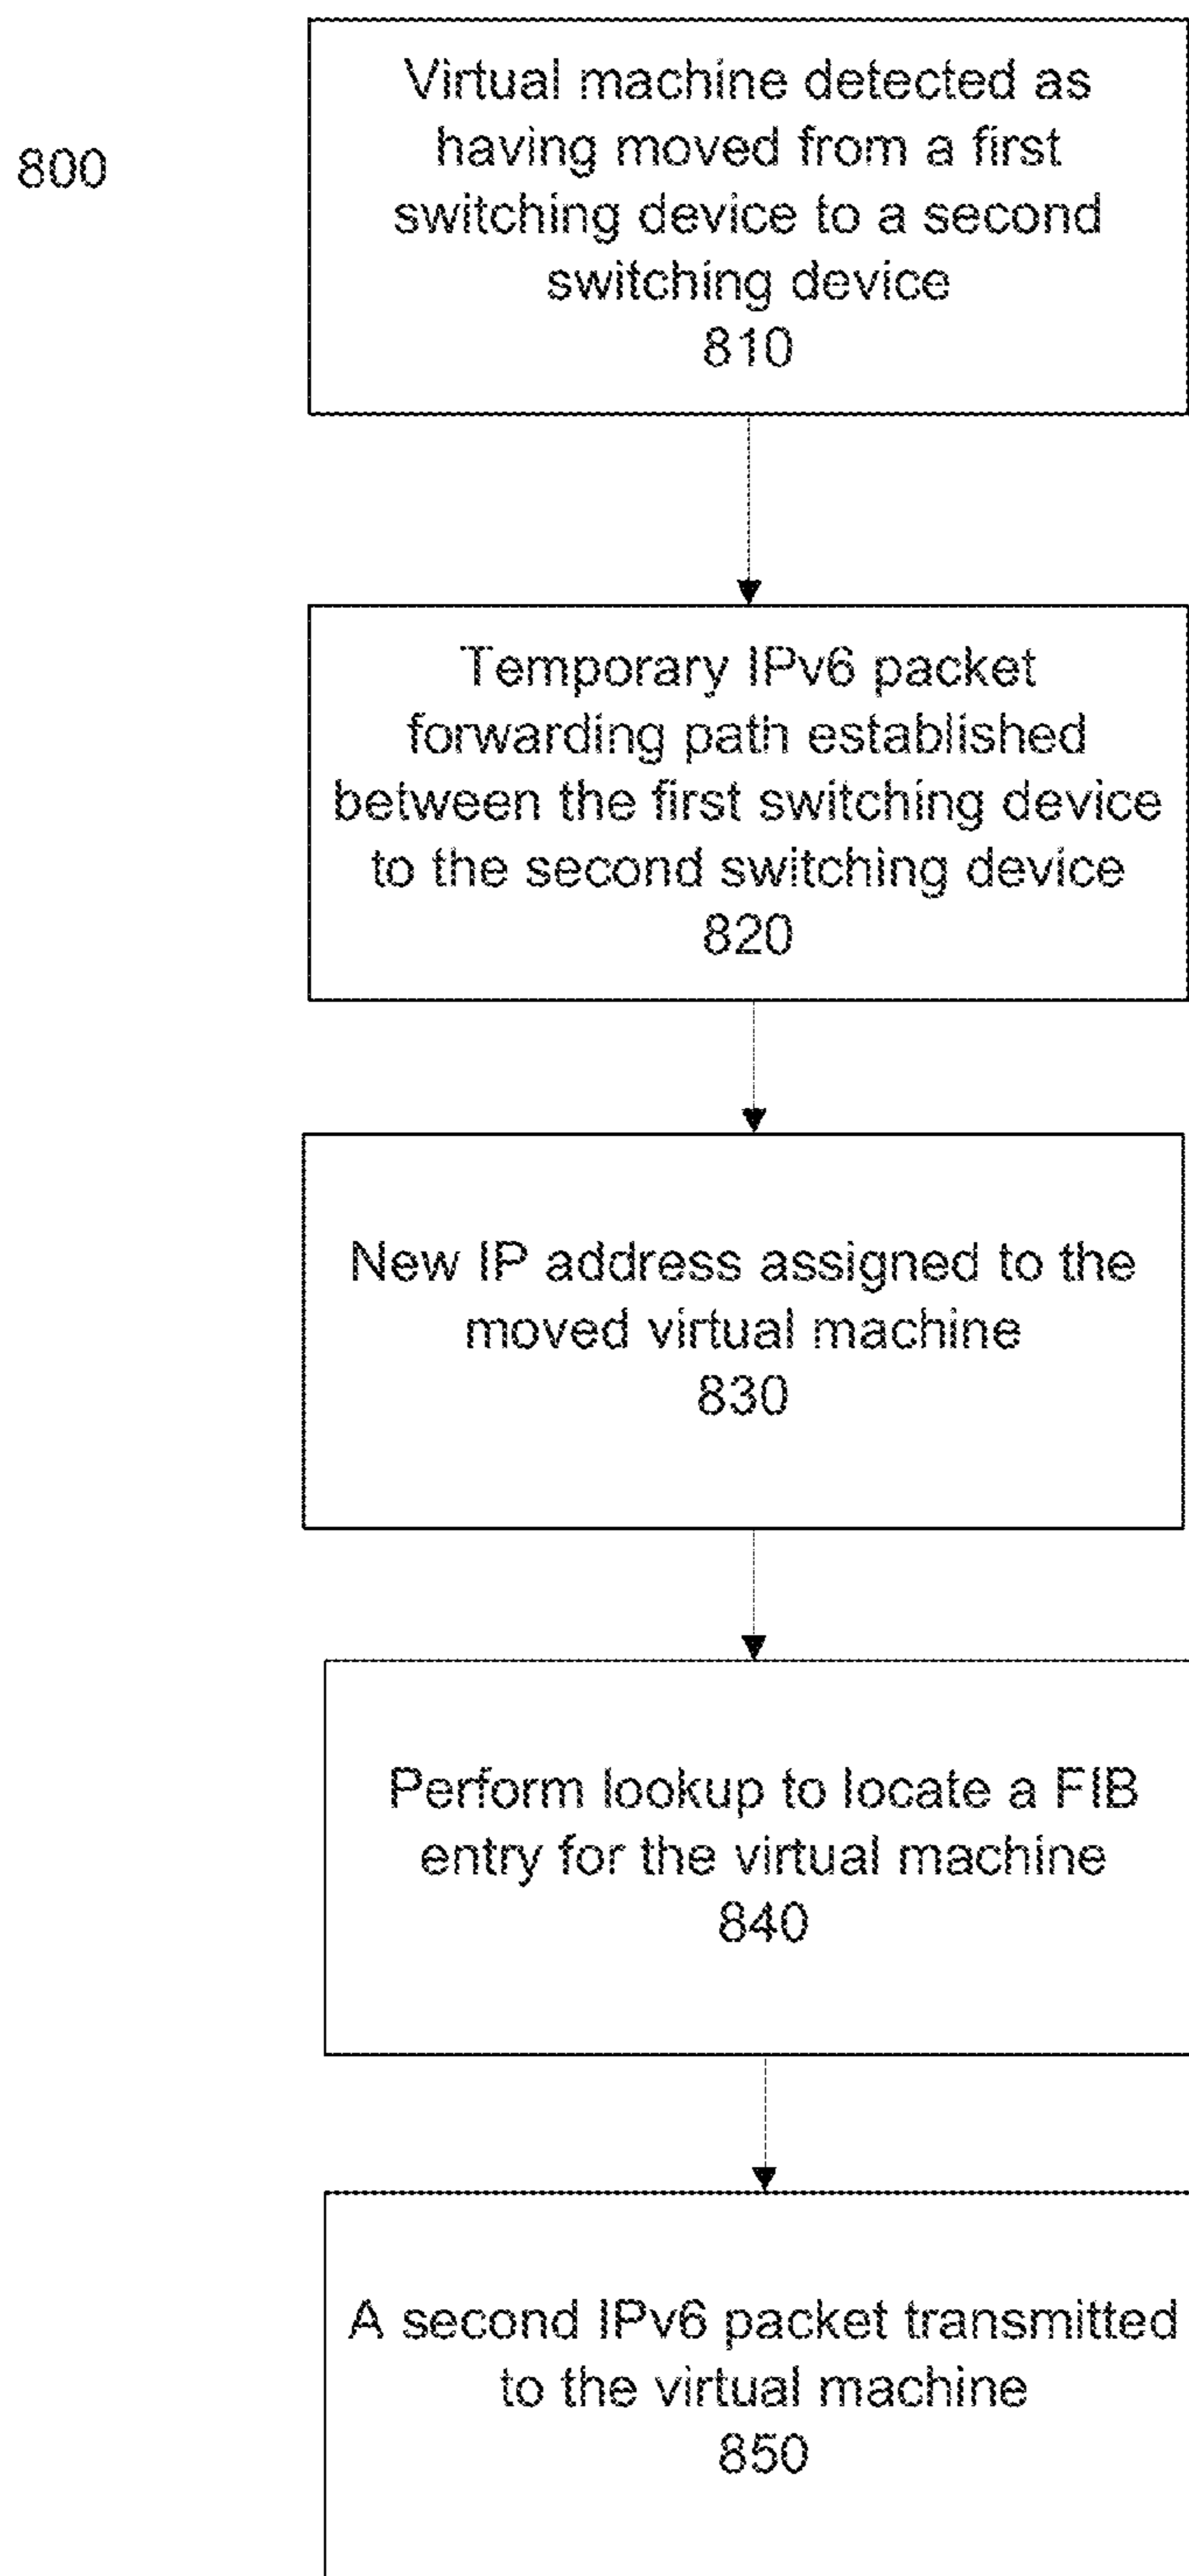 800
Virtual machine detected as
having moved from a first
switching device to a second
switching device
810
Temporary IPv6 packet
forwarding path established
between the first switching device
to the second switching device
820
New IP address assigned to the
moved virtual machine
830
Perform lookup to locate a FIB
entry for the virtual machine
840
A second IPv6 packet transmitted
to the virtual machine
850